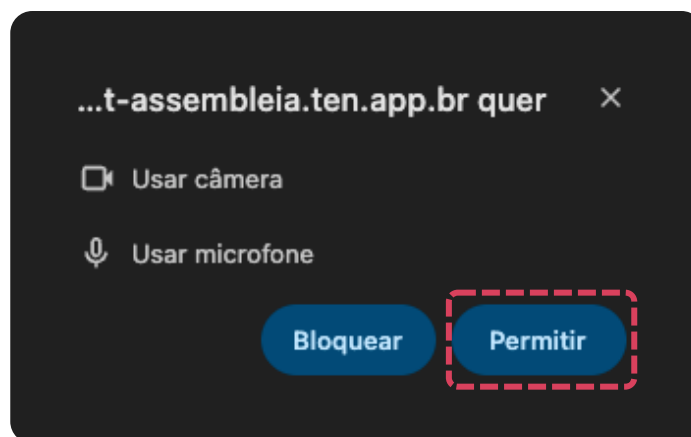 ...t-assembleia.ten.app.br quer
Usar câmera
Usar microfone
Bloquear Permitir